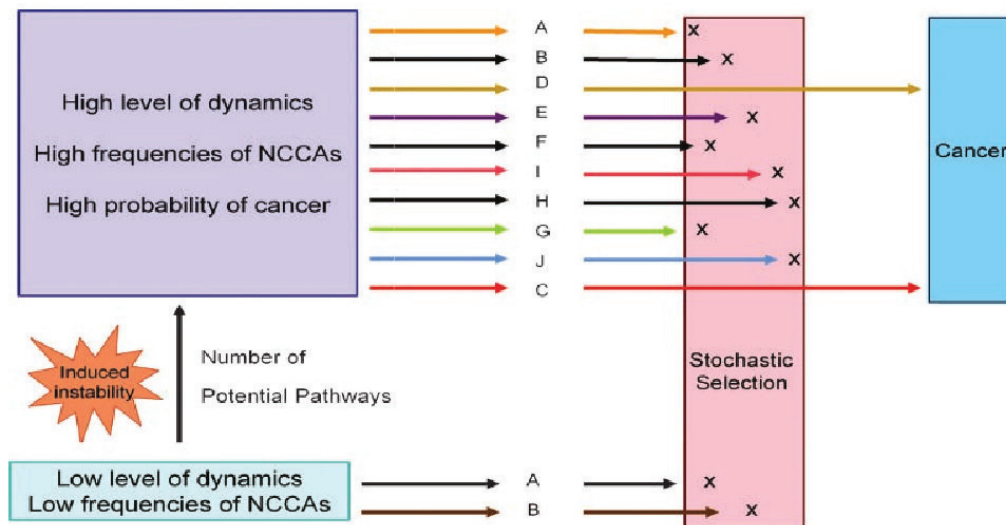 High level of dynamics
High frequencies of NCCAs
High probability of cancer
A
B
D
E
F
I
H
G
J
C
x
x
x
x
x
x
x
x
Cancer
Induced
instability
Number of
Potential Pathways
Stochastic
Selection
Low level of dynamics
Low frequencies of NCCAs
A
B
x
x